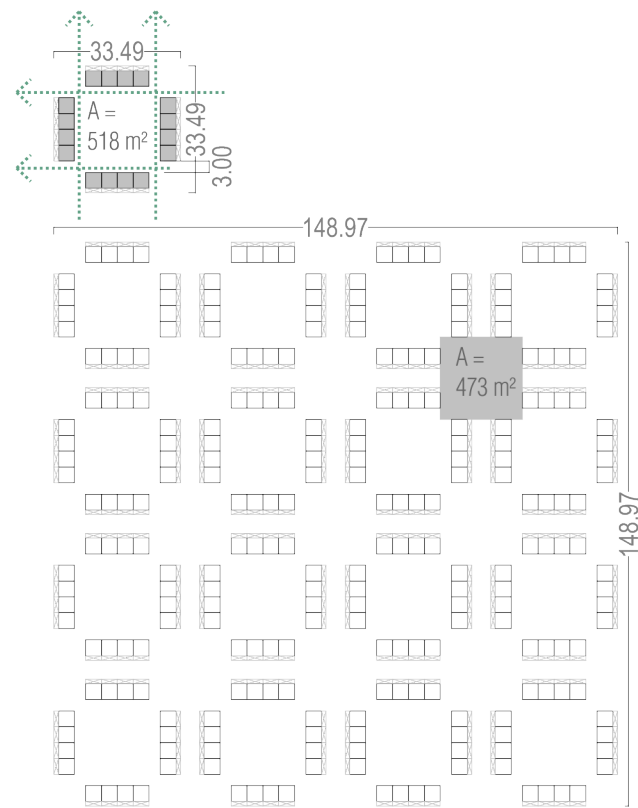 33.49
A =
518 m²
33.49
3.00
148.97
A =
473 m²
148.97